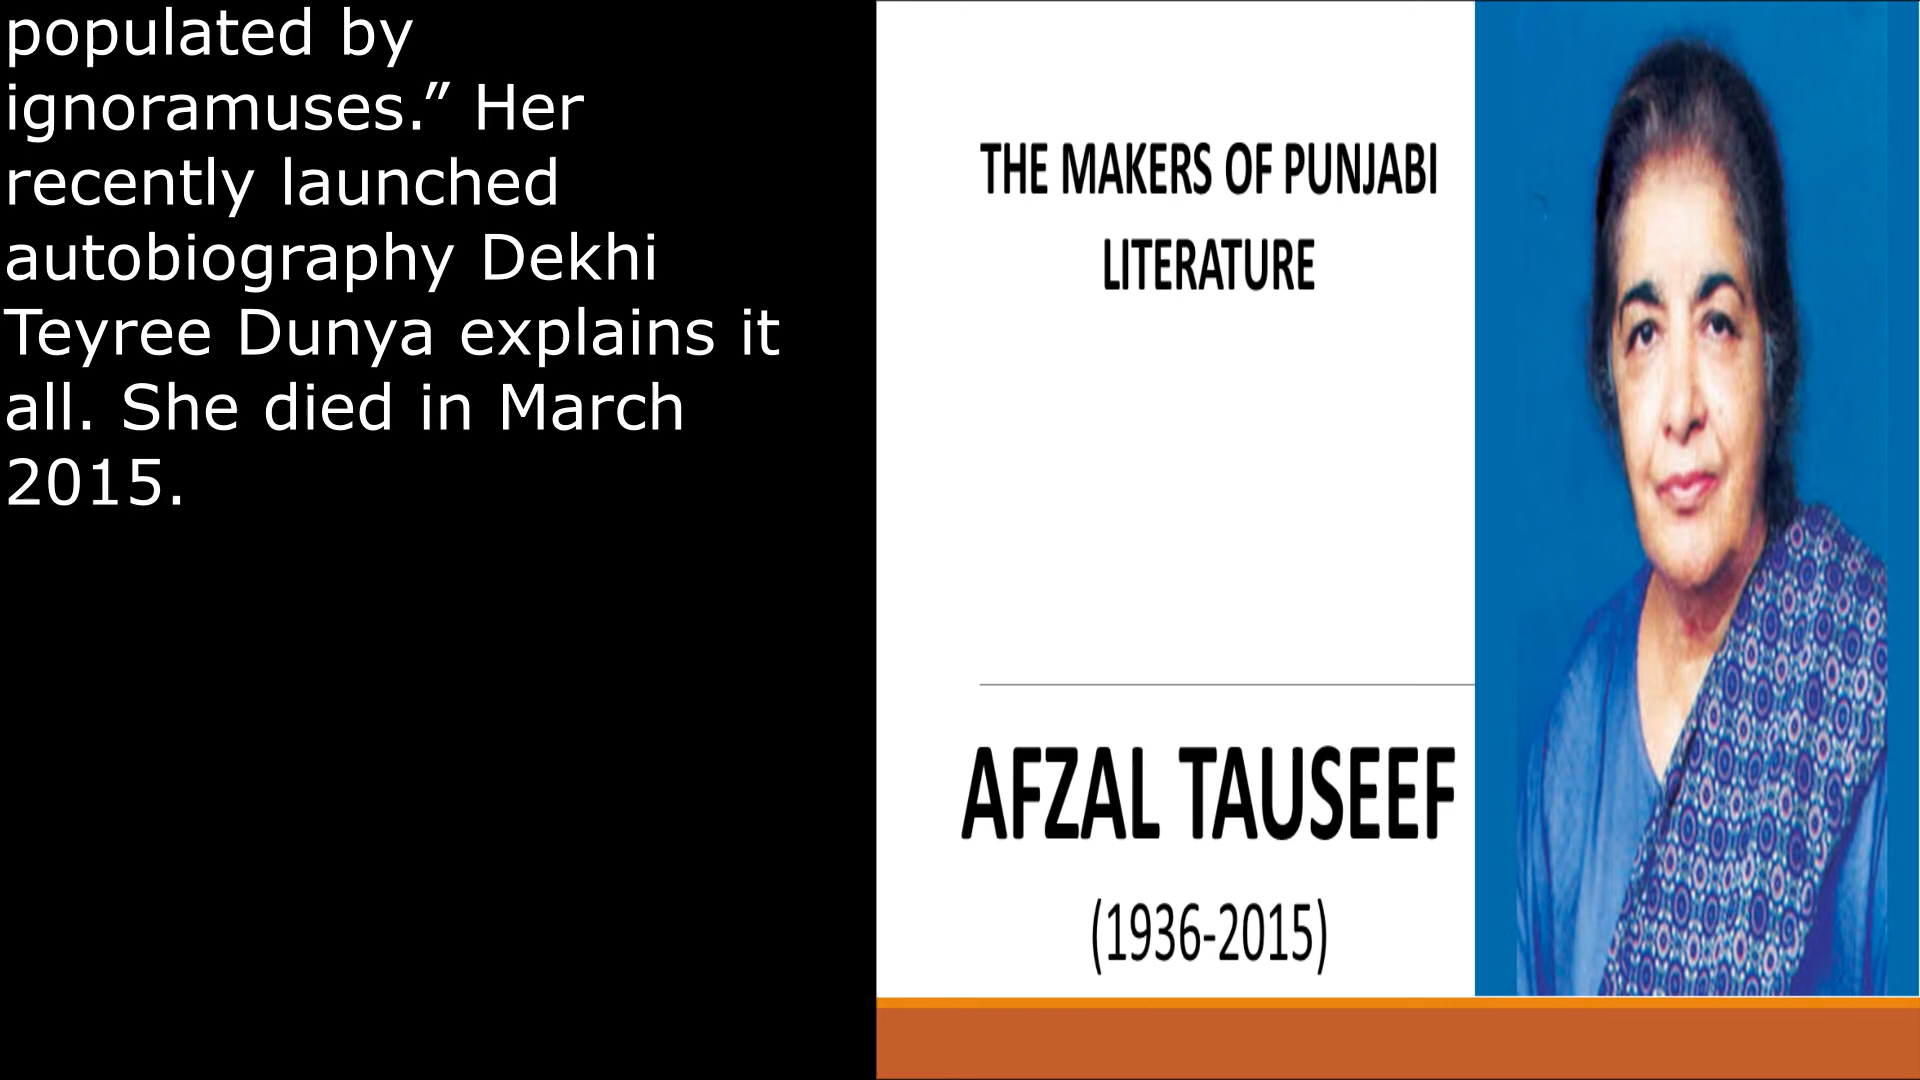 populated by
ignoramuses.” Her
recently launched
autobiography Dekhi
Teyree Dunya explains it
all. She died in March
2015.
THE MAKERS OF PUNJABI
LITERATURE
AFZAL TAUSEEF
(1936-2015)